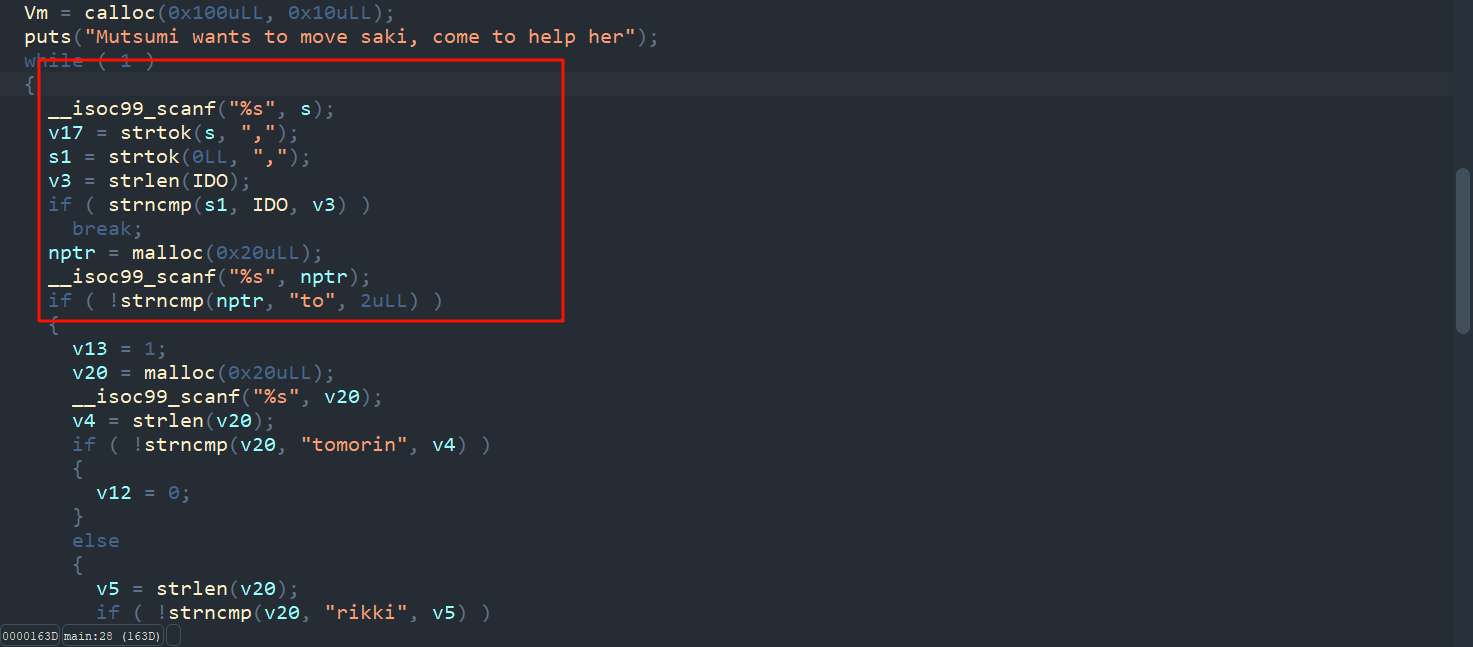 Vm = calloc(0x100uLL, 0x10uLL);
puts("Mutsumi wants to move saki, come to help her");
while ( 1 )
{
__isoc99_scanf("%s", s);
v17 = strtok(s, ",");
s1 = strtok(0LL, ",");
v3 = strlen(IDO);
if ( strncmp(s1, IDO, v3) )
break;
nptr = malloc(0x20uLL);
__isoc99_scanf("%s", nptr);
if ( !strncmp(nptr, "to", 2uLL) )
{
v13 = 1;
v20 = malloc(0x20uLL);
__isoc99_scanf("%s", v20);
v4 = strlen(v20);
if ( !strncmp(v20, "tomorin", v4) )
{
v12 = 0;
}
else
{
v5 = strlen(v20);
if ( !strncmp(v20, "rikki", v5) )
0000163D main:28 (163D)